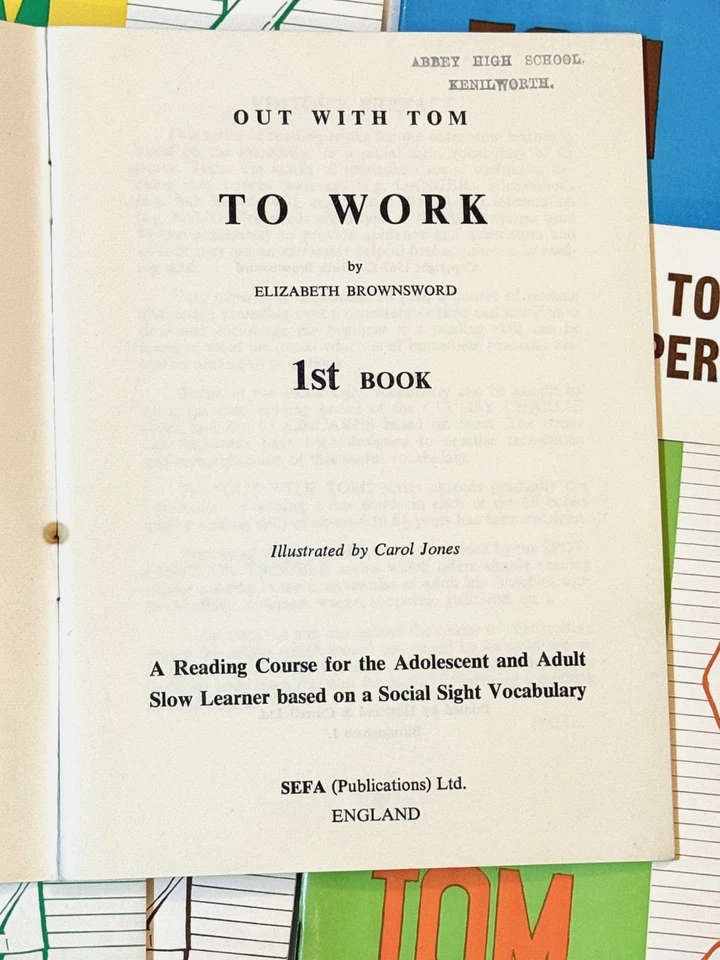 ABBEY HIGH SCHOOL.
KENILWORTH.
OUT WITH TOM
TO WORK
by
ELIZABETH BROWNSWORD
1st BOOK
Illustrated by Carol Jones
A Reading Course for the Adolescent and Adult
Slow Learner based on a Social Sight Vocabulary
SEFA (Publications) Ltd.
ENGLAND
TO
PER
TOM